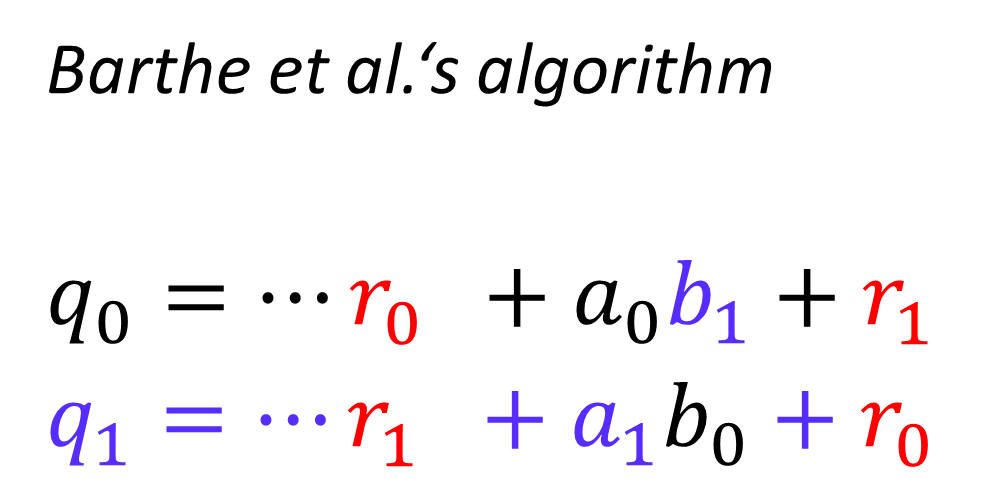 Barthe et al.‘s algorithm
q₀ = ⋯ r₀ + a₀b₁ + r₁
q₁ = ⋯ r₁ + a₁b₀ + r₀